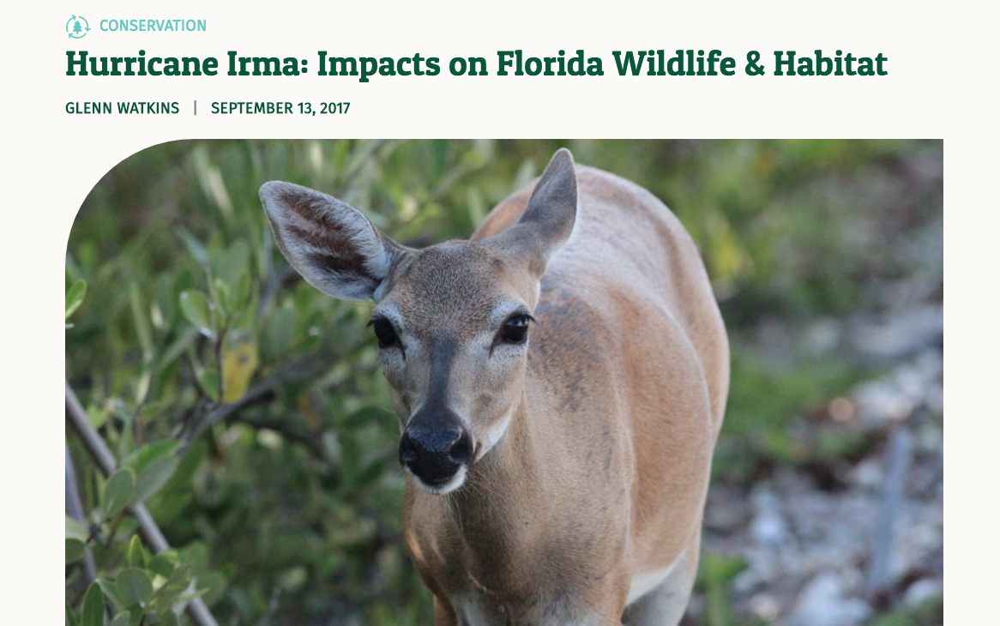 CONSERVATION
Hurricane Irma: Impacts on Florida Wildlife & Habitat
GLENN WATKINS | SEPTEMBER 13, 2017